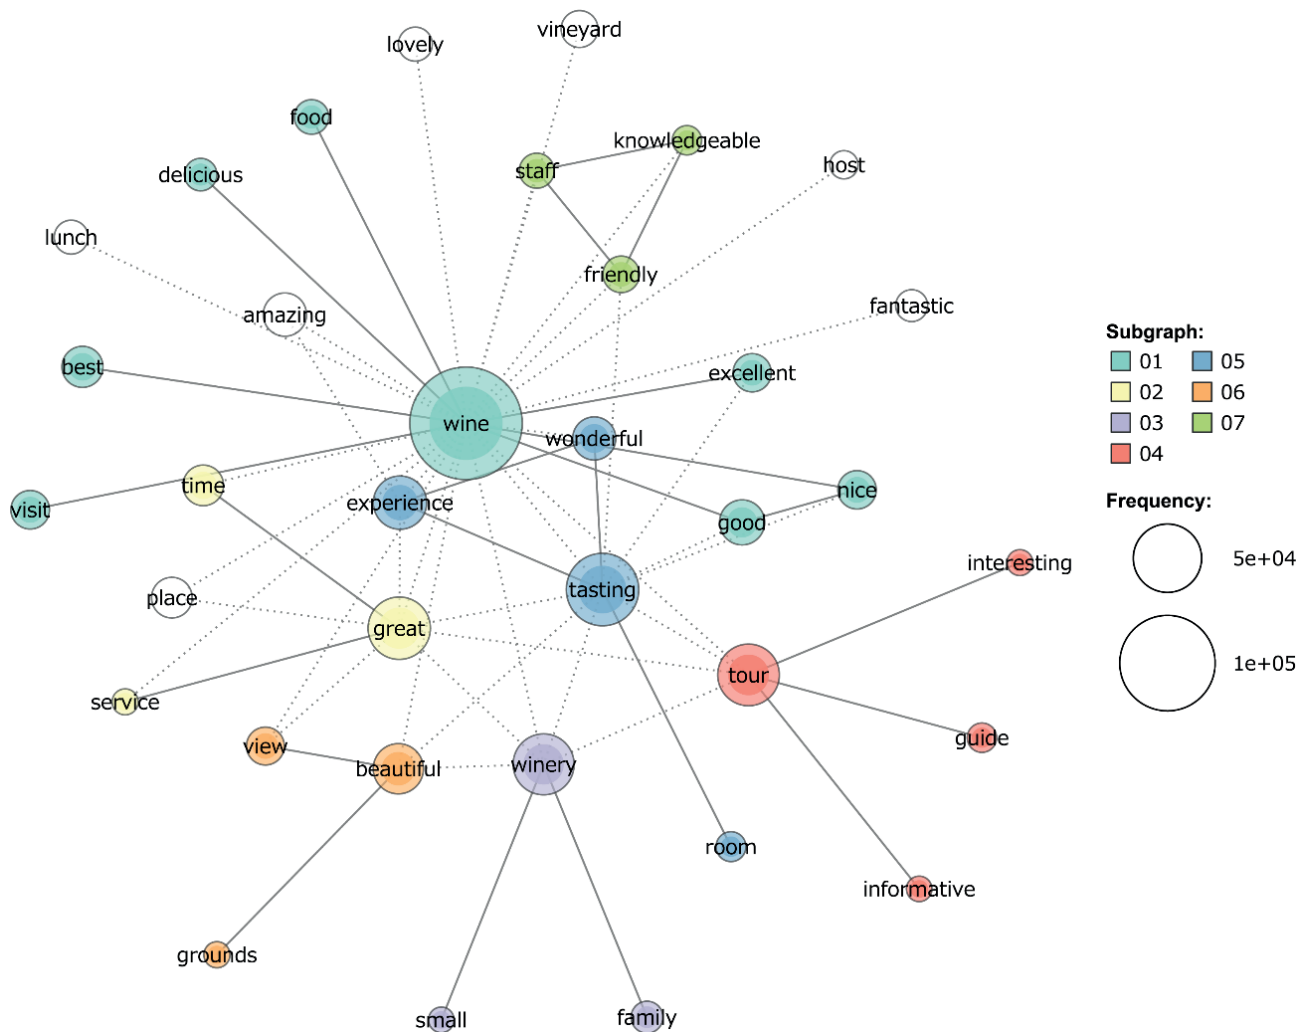 vineyard
lovely
food
knowledgeable
staff
host
delicious
lunch
friendly
amazing
fantastic
best
excellent
wine
wonderful
time
nice
experience
visit
good
interesting
tasting
place
great
tour
service
guide
view
beautiful
winery
room
informative
grounds
small
family
Subgraph:
01
05
02
06
03
07
04
Frequency:
5e+04
1e+05